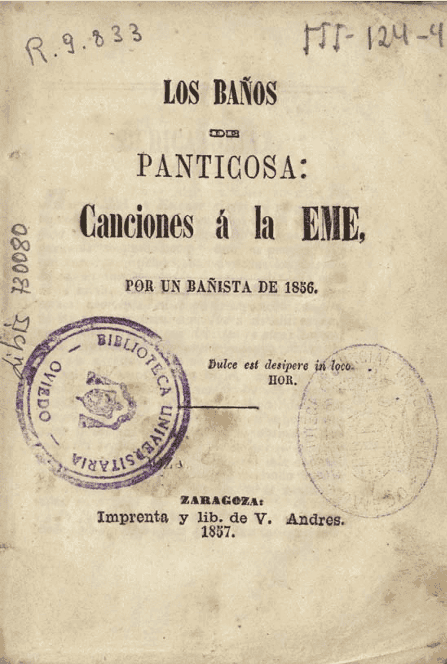 R.9.833
III-124-4
LOS BAÑOS
DE
PANTICOSA:
Canciones á la EME,
POR UN BAÑISTA DE 1856.
730080
Dulce est desipere in loco.
HOR.
BIBLIOTECA UNIVERSITARIA — OVIEDO —
ZARAGOZA:
Imprenta y lib. de V. Andres.
1857.